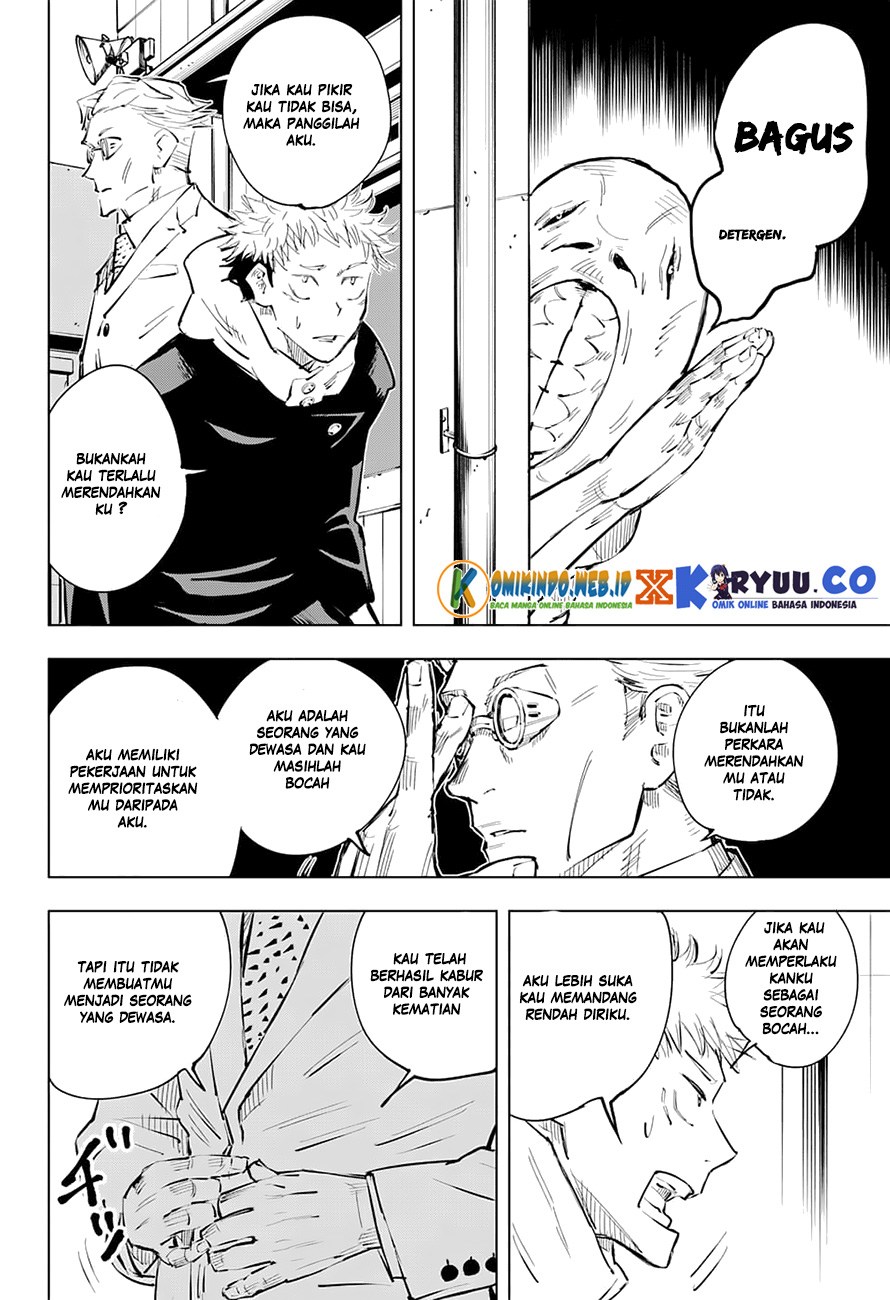 BAGUS
DETERGEN.
JIKA KAU PIKIR
KAU TIDAK BISA,
MAKA PANGGILAH
AKU.
BUKANKAH
KAU TERLALU
MERENDAHKAN
KU ?
KOMIKINDO.WEB.ID X KIRYUU.CO
BACA MANGA ONLINE BAHASA INDONESIA
OMIK ONLINE BAHASA INDONESIA
ITU
BUKANLAH
PERKARA
MERENDAHKAN
MU ATAU
TIDAK.
AKU ADALAH
SEORANG YANG
DEWASA DAN KAU
MASIHLAH
BOCAH
AKU MEMILIKI
PEKERJAAN UNTUK
MEMPRIORITASKAN
MU DARIPADA
AKU.
JIKA KAU
AKAN
MEMPERLAKU
KANKU
SEBAGAI
SEORANG
BOCAH...
AKU LEBIH SUKA
KAU MEMANDANG
RENDAH DIRIKU.
KAU TELAH
BERHASIL KABUR
DARI BANYAK
KEMATIAN
TAPI ITU TIDAK
MEMBUATMU
MENJADI SEORANG
YANG DEWASA.